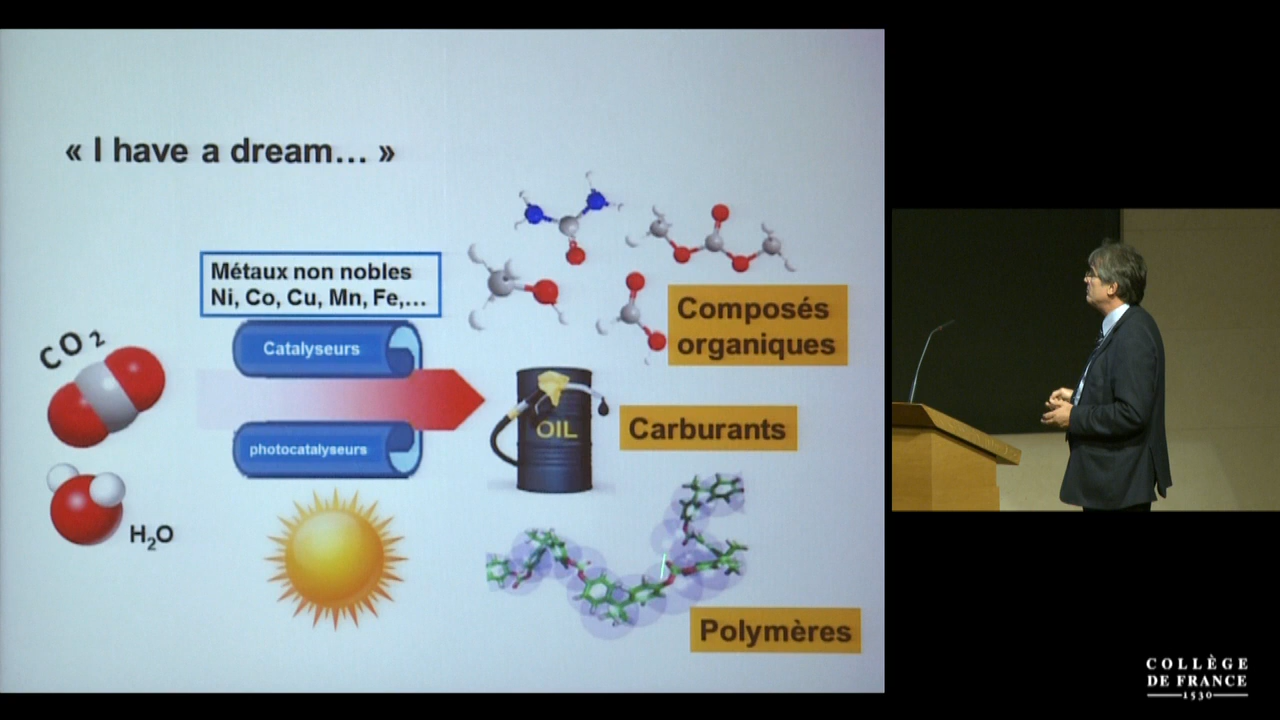 « I have a dream... »
Métaux non nobles
Ni, Co, Cu, Mn, Fe,...
Catalyseurs
photocatalyseurs
CO2
H2O
Composés
organiques
OIL
Carburants
Polymères
COLLÈGE
DE FRANCE
1530